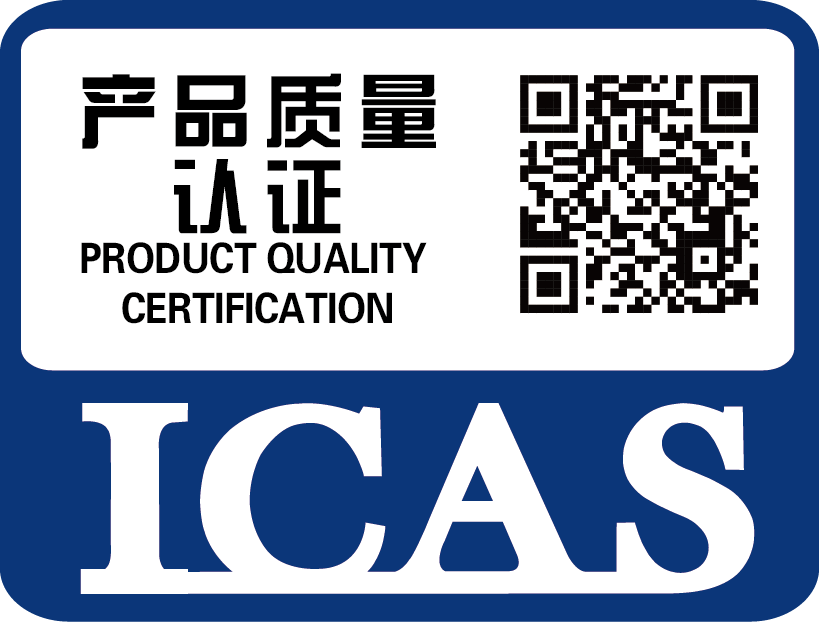 产品质量
认证
PRODUCT QUALITY
CERTIFICATION
ICAS